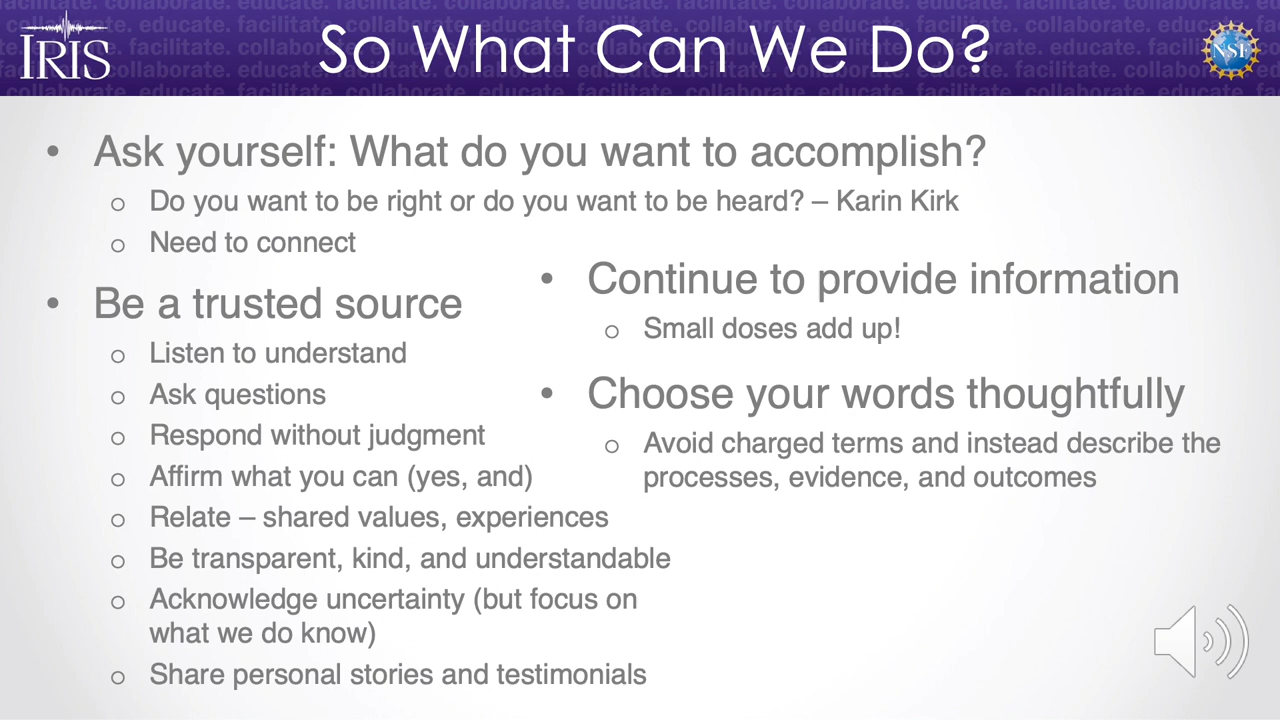 IRIS
So What Can We Do?
NSF
• Ask yourself: What do you want to accomplish?
o Do you want to be right or do you want to be heard? – Karin Kirk
o Need to connect
• Be a trusted source
o Listen to understand
o Ask questions
o Respond without judgment
o Affirm what you can (yes, and)
o Relate – shared values, experiences
o Be transparent, kind, and understandable
o Acknowledge uncertainty (but focus on
what we do know)
o Share personal stories and testimonials
• Continue to provide information
o Small doses add up!
• Choose your words thoughtfully
o Avoid charged terms and instead describe the
processes, evidence, and outcomes